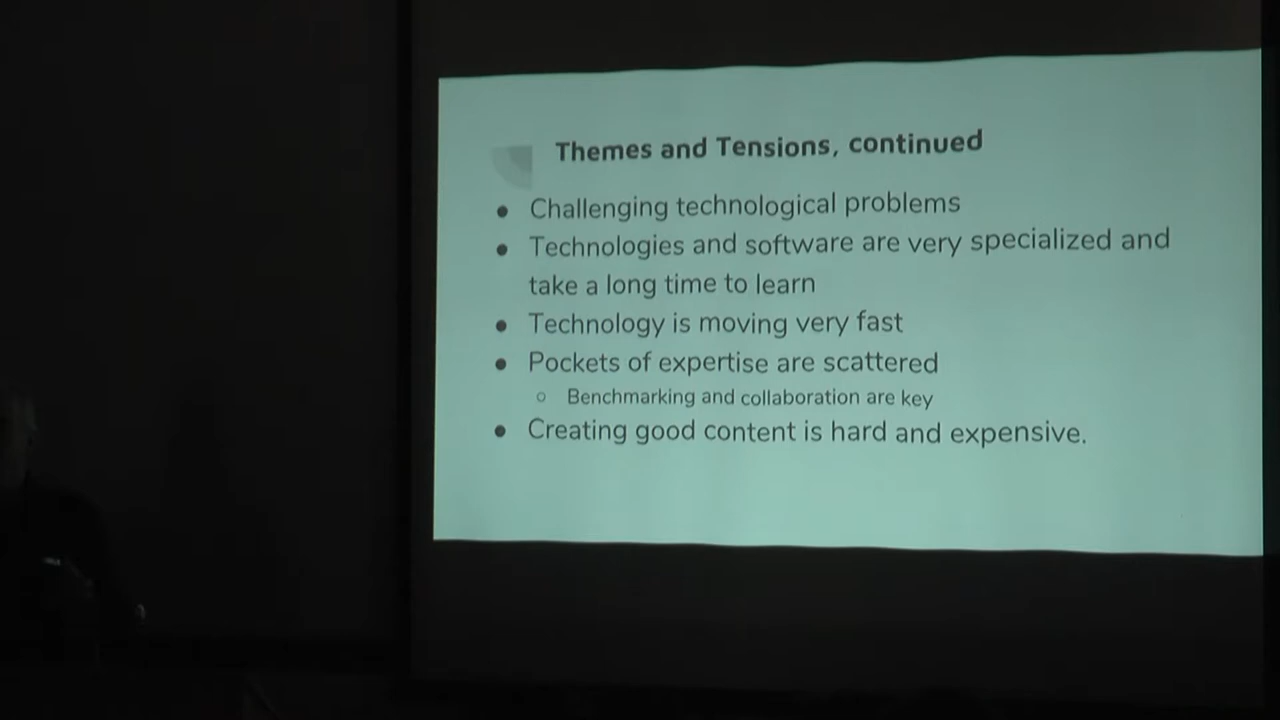 Themes and Tensions, continued
● Challenging technological problems
● Technologies and software are very specialized and
take a long time to learn
● Technology is moving very fast
● Pockets of expertise are scattered
○ Benchmarking and collaboration are key
● Creating good content is hard and expensive.